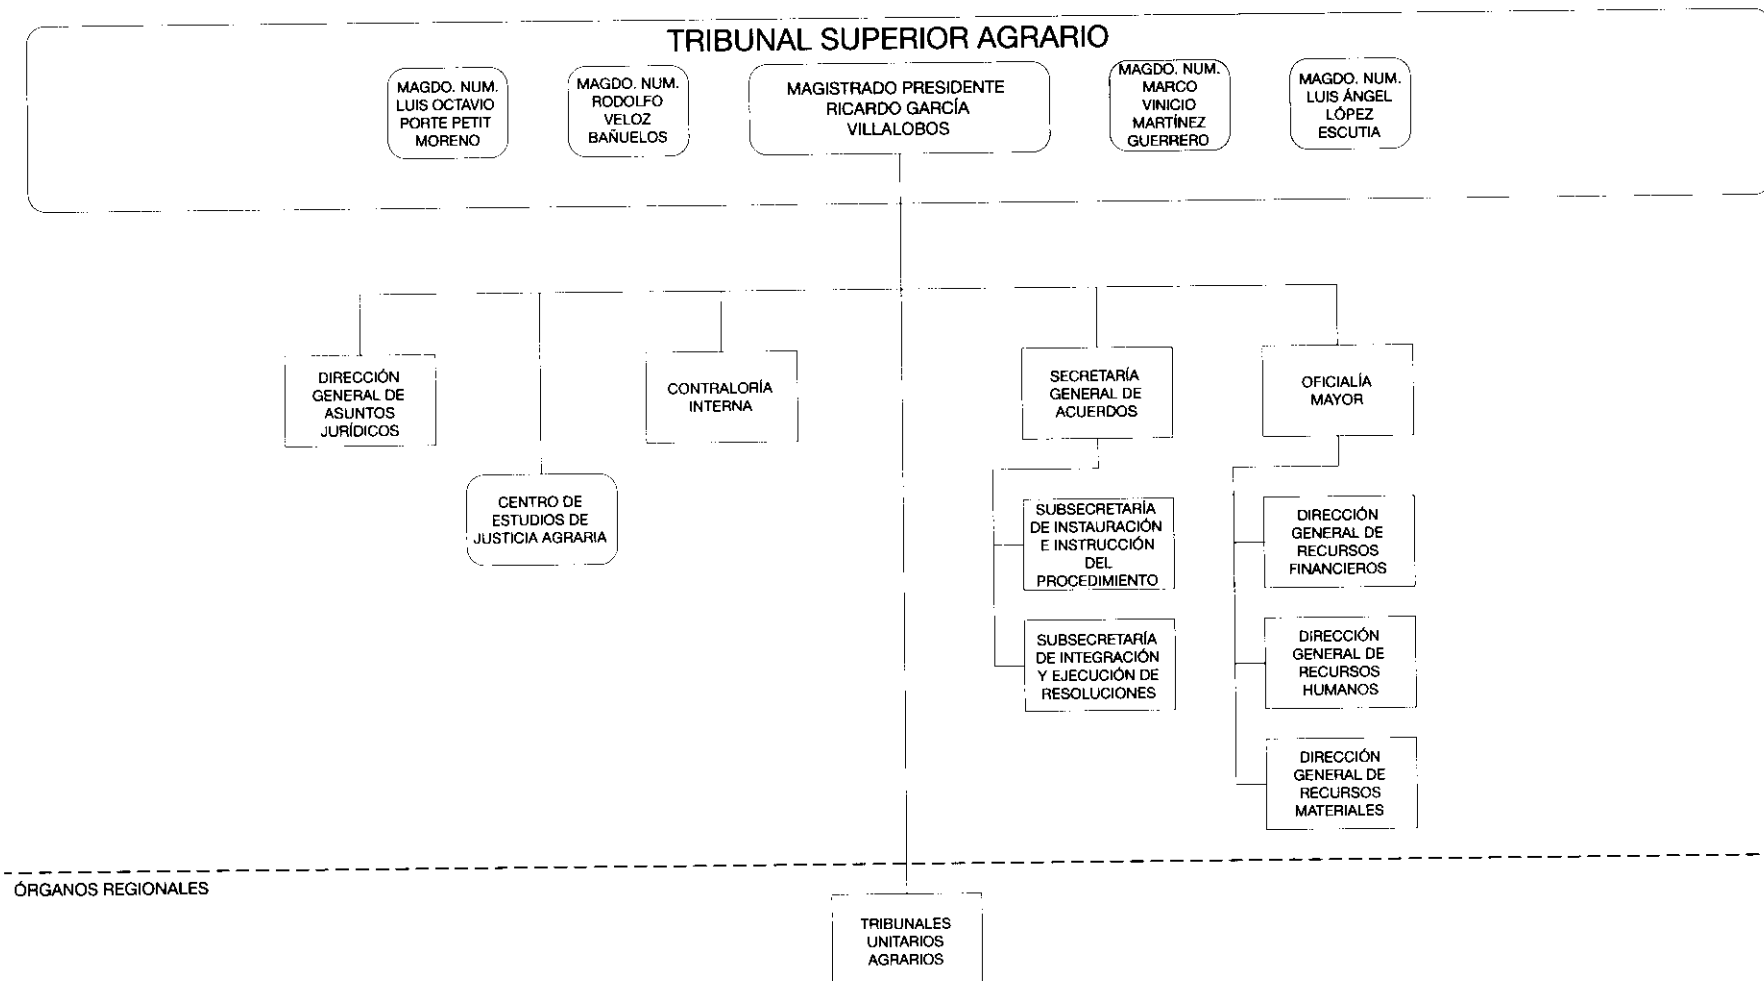 TRIBUNAL SUPERIOR AGRARIO
MAGDO. NUM.
LUIS OCTAVIO
PORTE PETIT
MORENO
MAGDO. NUM.
RODOLFO
VELOZ
BAÑUELOS
MAGISTRADO PRESIDENTE
RICARDO GARCÍA
VILLALOBOS
MAGDO. NUM.
MARCO
VINICIO
MARTÍNEZ
GUERRERO
MAGDO. NUM.
LUIS ÁNGEL
LÓPEZ
ESCUTIA
DIRECCIÓN
GENERAL DE
ASUNTOS
JURÍDICOS
CENTRO DE
ESTUDIOS DE
JUSTICIA AGRARIA
CONTRALORÍA
INTERNA
SECRETARÍA
GENERAL DE
ACUERDOS
SUBSECRETARÍA
DE INSTAURACIÓN
E INSTRUCCIÓN
DEL
PROCEDIMIENTO
SUBSECRETARÍA
DE INTEGRACIÓN
Y EJECUCIÓN DE
RESOLUCIONES
OFICIALÍA
MAYOR
DIRECCIÓN
GENERAL DE
RECURSOS
FINANCIEROS
DIRECCIÓN
GENERAL DE
RECURSOS
HUMANOS
DIRECCIÓN
GENERAL DE
RECURSOS
MATERIALES
ÓRGANOS REGIONALES
TRIBUNALES
UNITARIOS
AGRARIOS